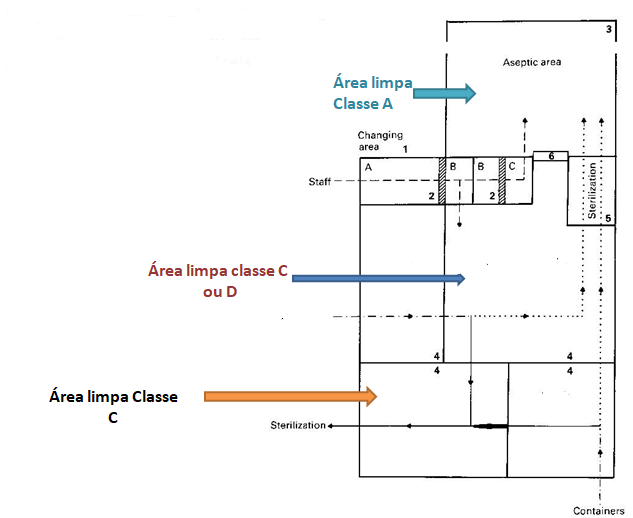 3
Aseptic area
Área limpa
Classe A
Changing
area 1
6
A
B
B
C
Staff
2
2
Sterilization
5
Área limpa classe C
ou D
4
4
4
4
Área limpa Classe
C
Sterilization
Containers